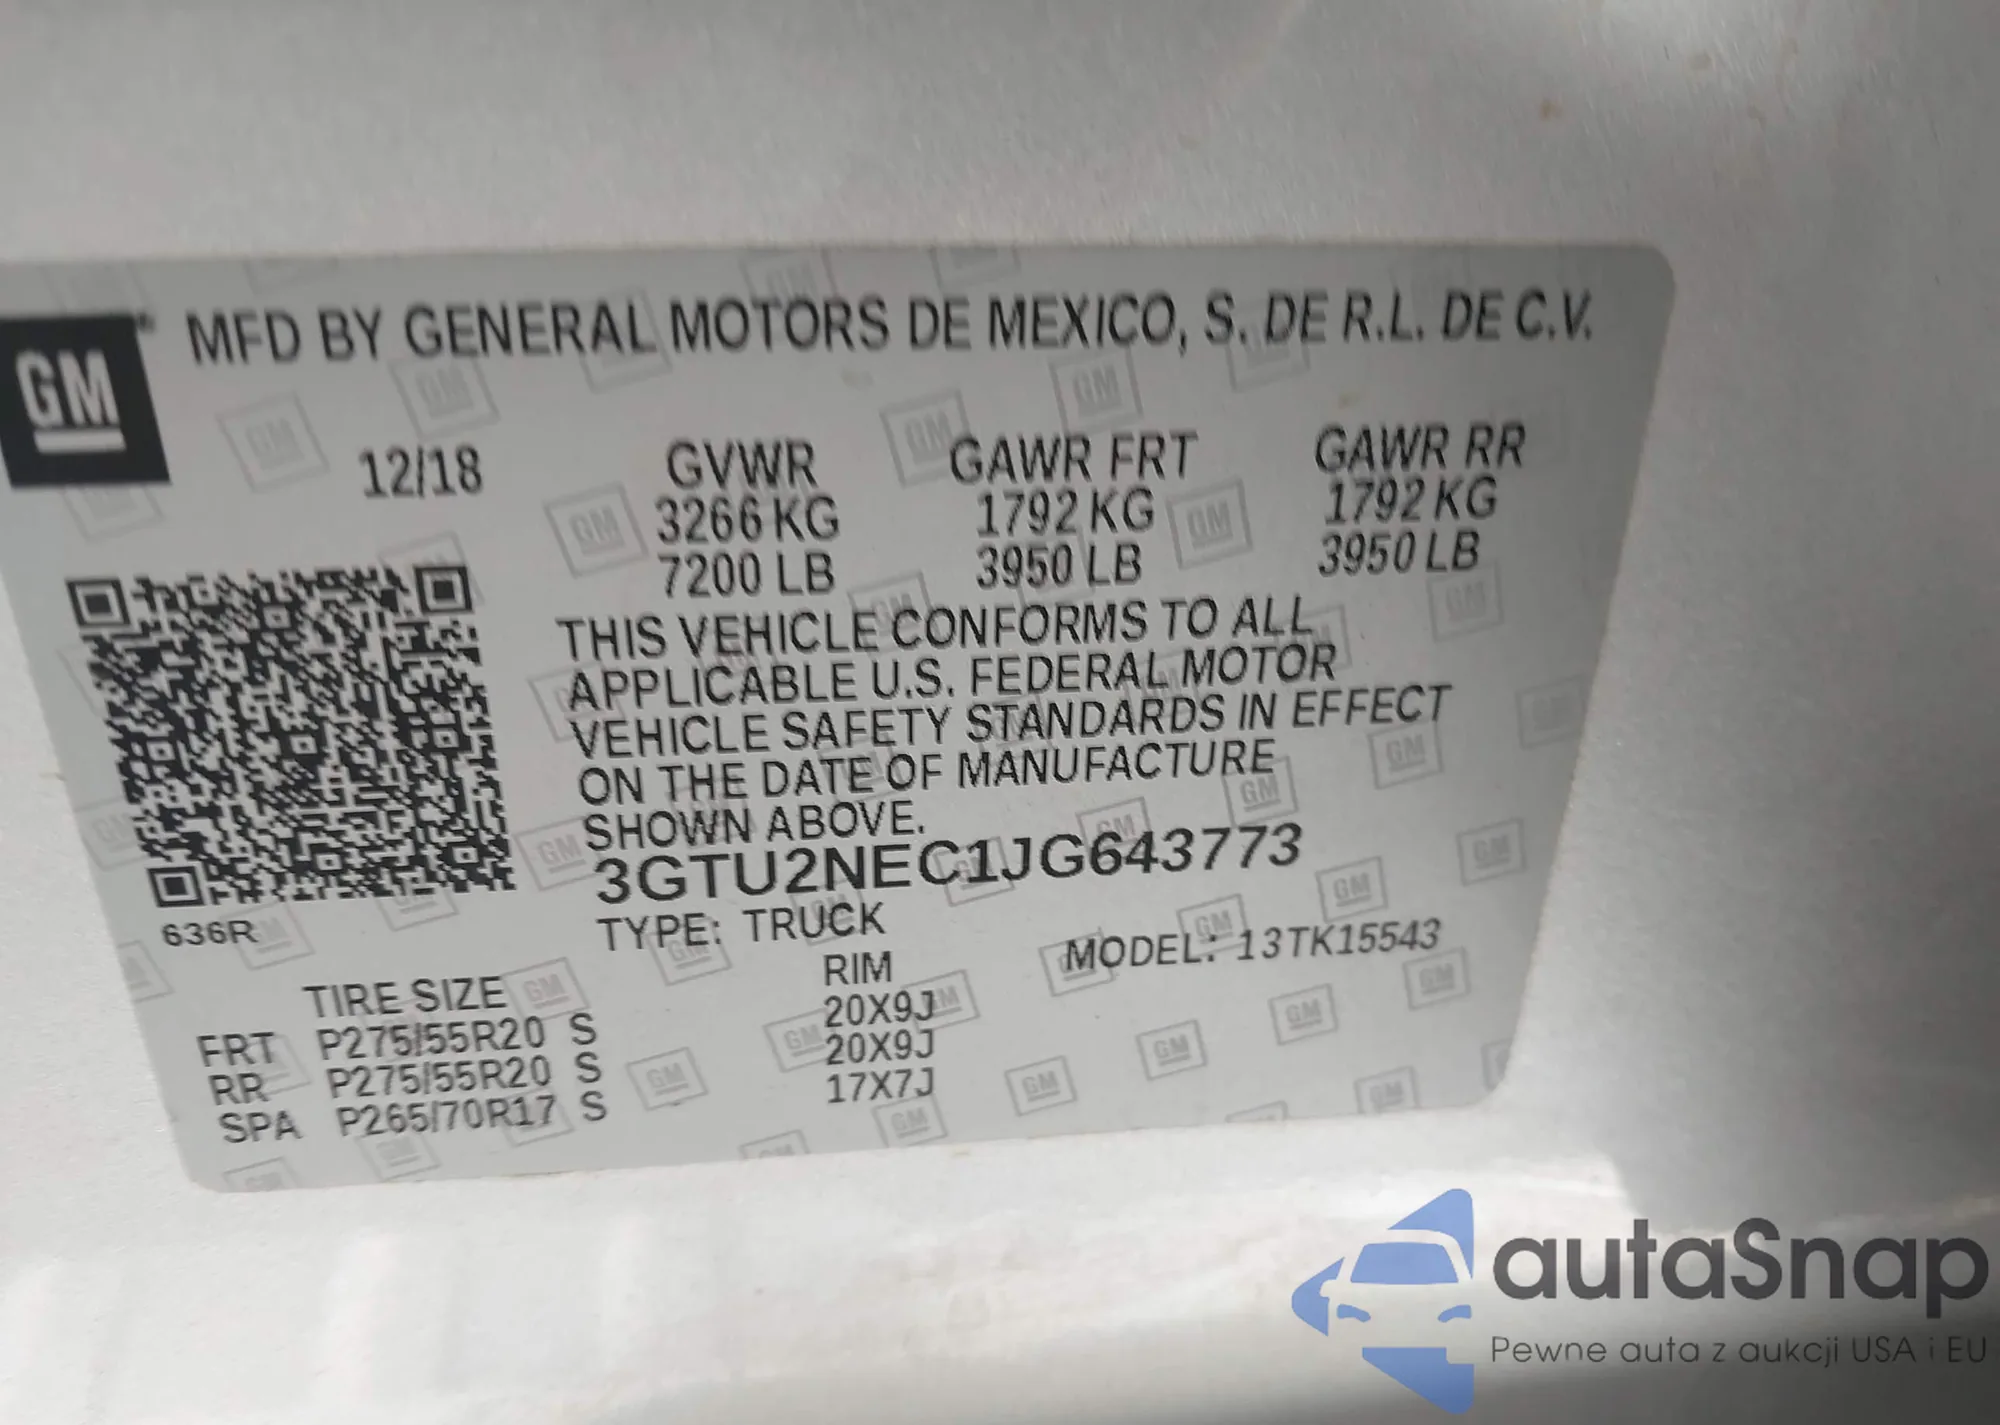 GM
MFD BY GENERAL MOTORS DE MEXICO, S. DE R.L. DE C.V.
12/18 GVWR GAWR FRT GAWR RR
3266 KG 1792 KG 1792 KG
7200 LB 3950 LB 3950 LB
THIS VEHICLE CONFORMS TO ALL
APPLICABLE U.S. FEDERAL MOTOR
VEHICLE SAFETY STANDARDS IN EFFECT
ON THE DATE OF MANUFACTURE
SHOWN ABOVE.
3GTU2NEC1JG643773
636R
TYPE: TRUCK MODEL: 13TK15543
TIRE SIZE RIM
FRT P275/55R20 S 20X9J
RR P275/55R20 S 20X9J
SPA P265/70R17 S 17X7J
autaSnap
Pewne auta z aukcji USA i EU